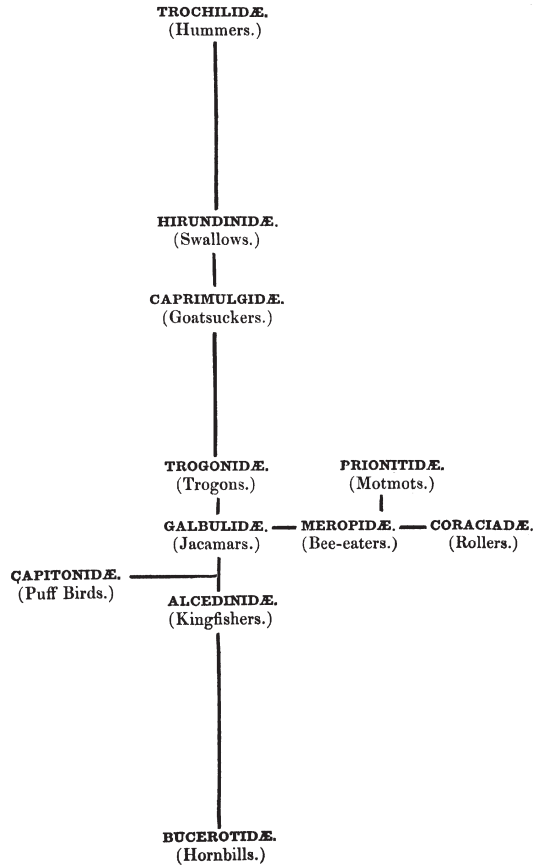 TROCHILIDÆ.
(Hummers.)
HIRUNDINIDÆ.
(Swallows.)
CAPRIMULGIDÆ.
(Goatsuckers.)
TROGONIDÆ.
(Trogons.)
PRIONITIDÆ.
(Motmots.)
GALBULIDÆ.
(Jacamars.)
MEROPIDÆ.
(Bee-eaters.)
CORACIADÆ.
(Rollers.)
CAPITONIDÆ.
(Puff Birds.)
ALCEDINIDÆ.
(Kingfishers.)
BUCEROTIDÆ.
(Hornbills.)